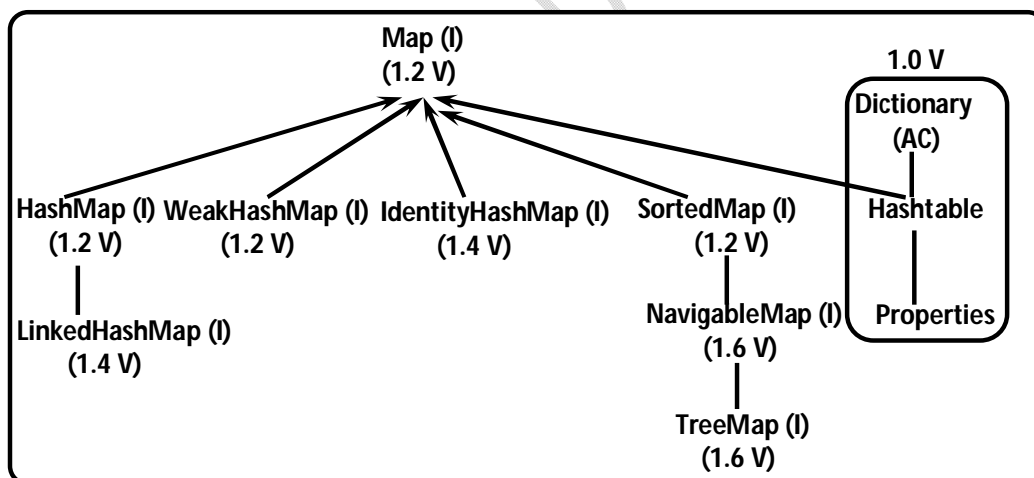 Map (I)
(1.2 V)
1.0 V
Dictionary
(AC)
HashMap (I)
(1.2 V)
WeakHashMap (I)
(1.2 V)
IdentityHashMap (I)
(1.4 V)
SortedMap (I)
(1.2 V)
Hashtable
LinkedHashMap (I)
(1.4 V)
NavigableMap (I)
(1.6 V)
Properties
TreeMap (I)
(1.6 V)